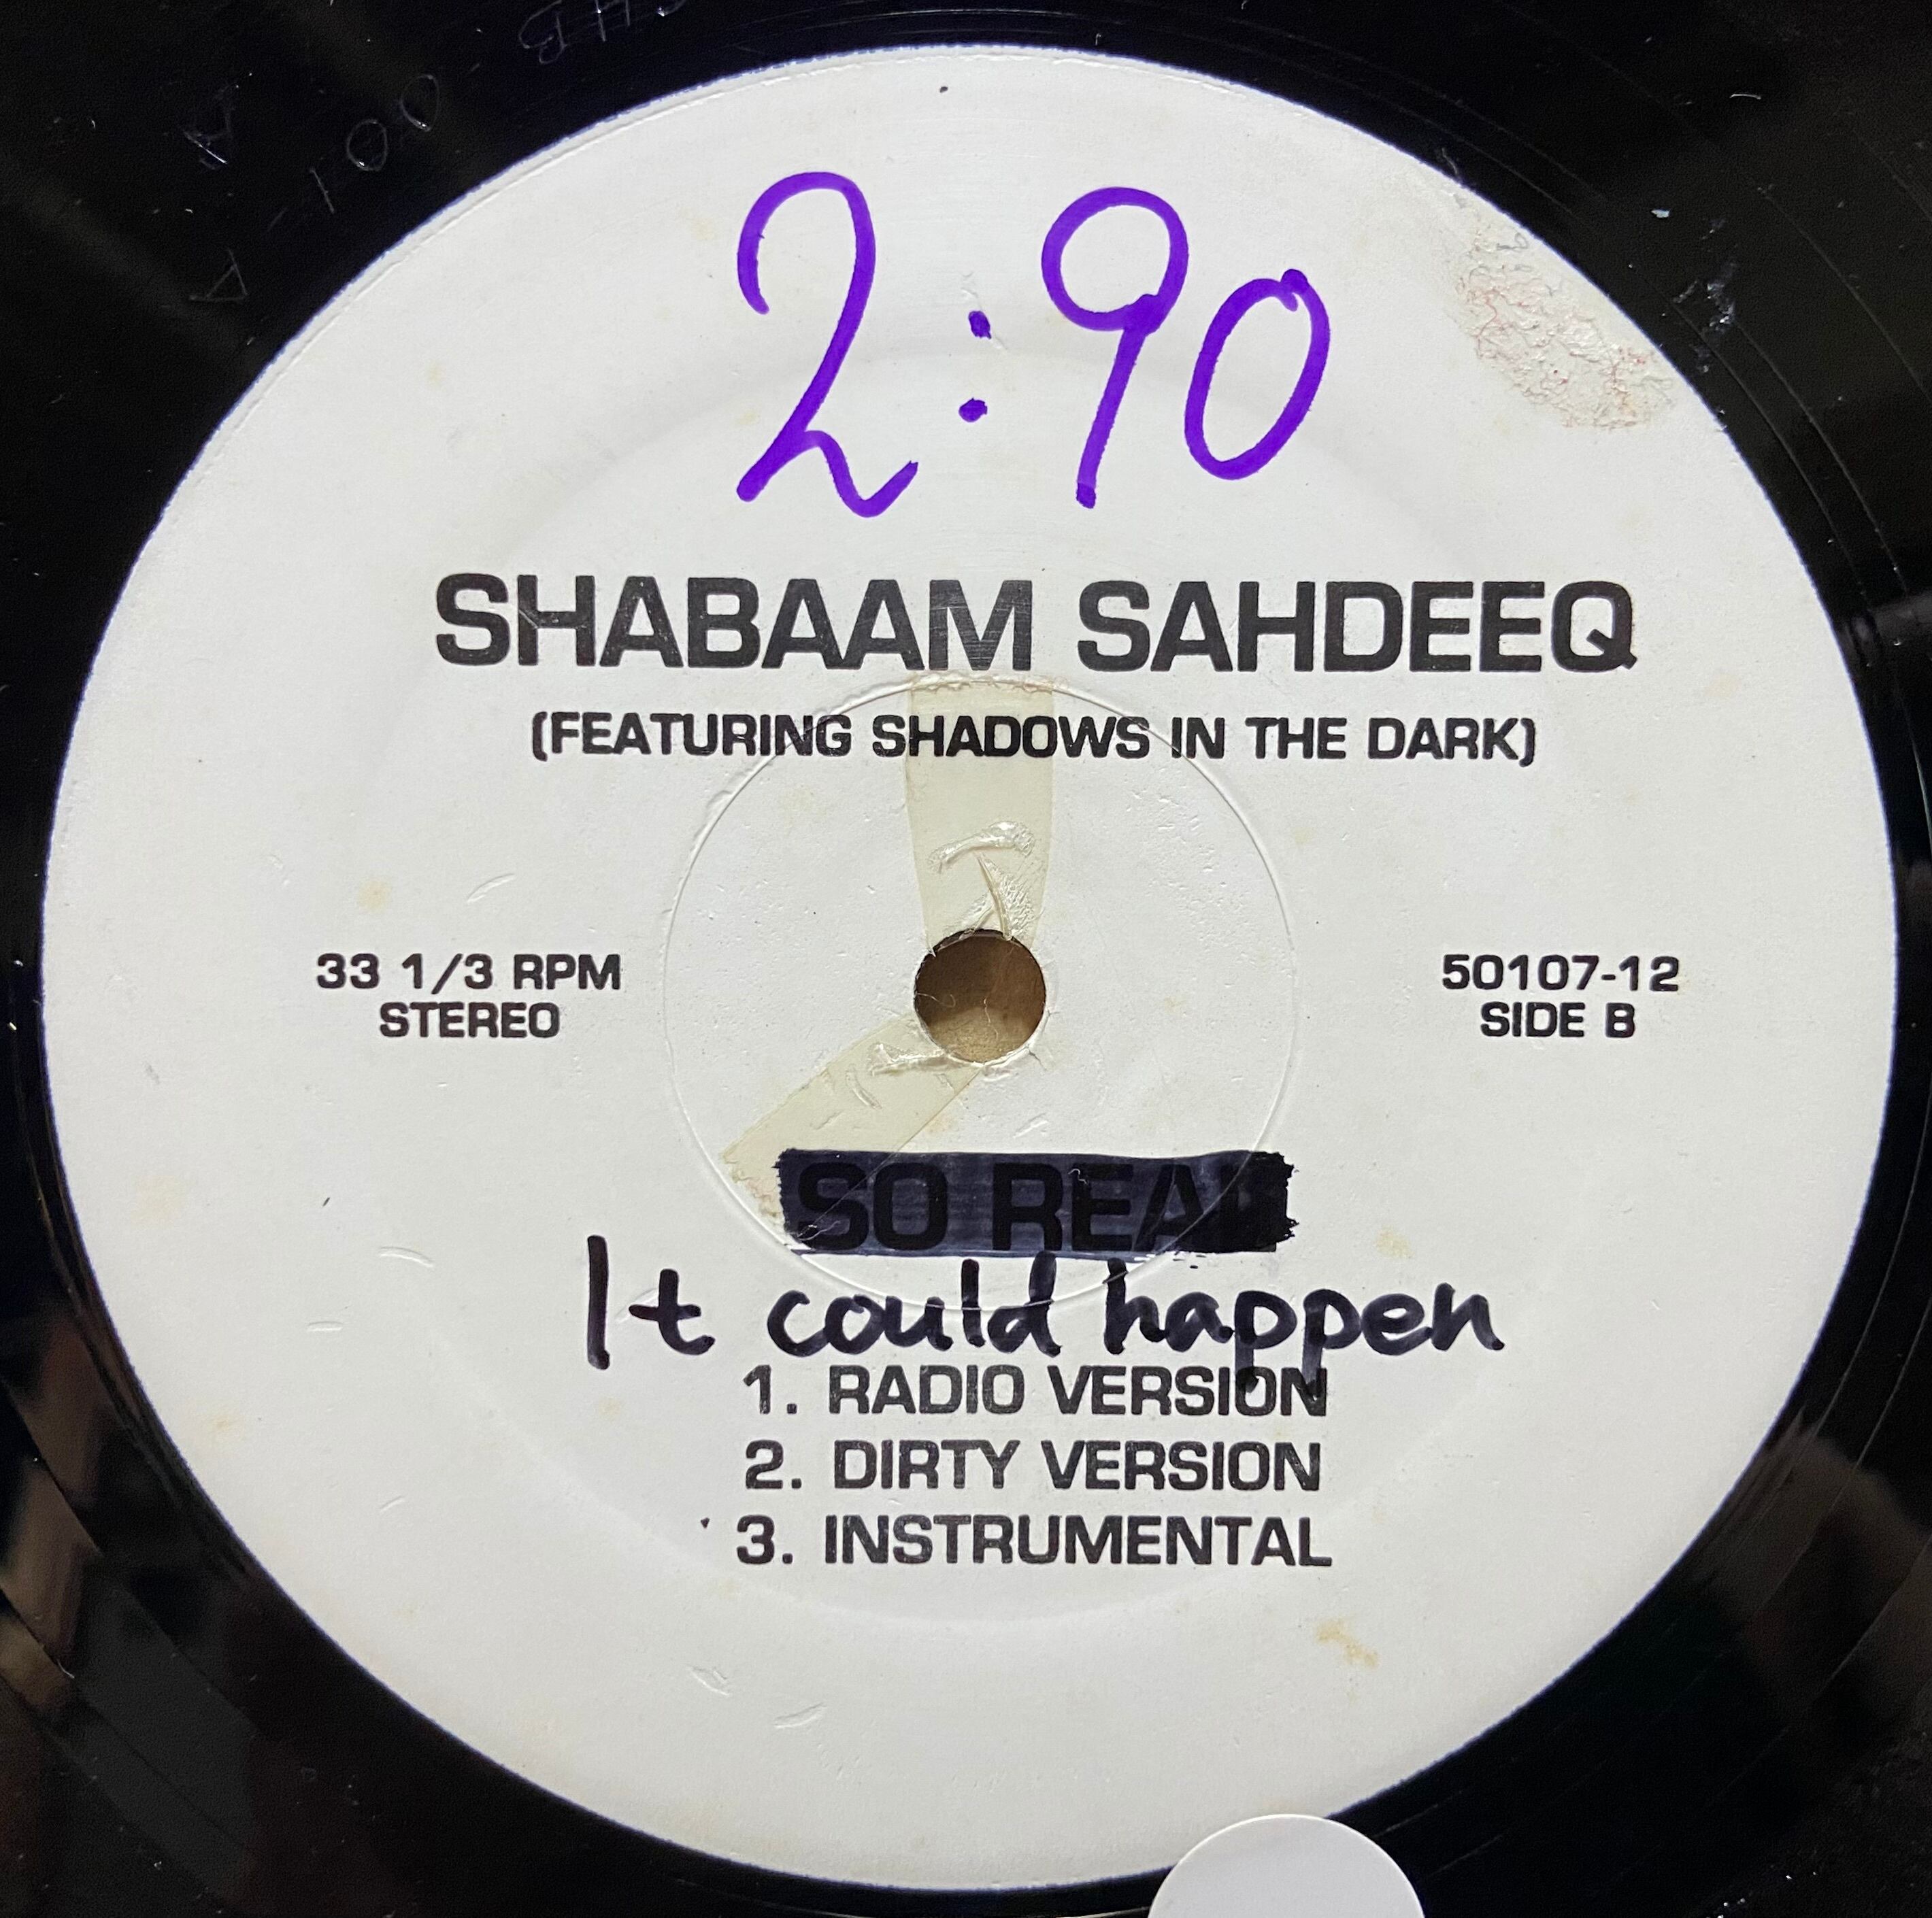 2:90
SHABAAM SAHDEEQ
(FEATURING SHADOWS IN THE DARK)
33 1/3 RPM
STEREO
50107-12
SIDE B
SO REAL
It could happen
1. RADIO VERSION
2. DIRTY VERSION
3. INSTRUMENTAL